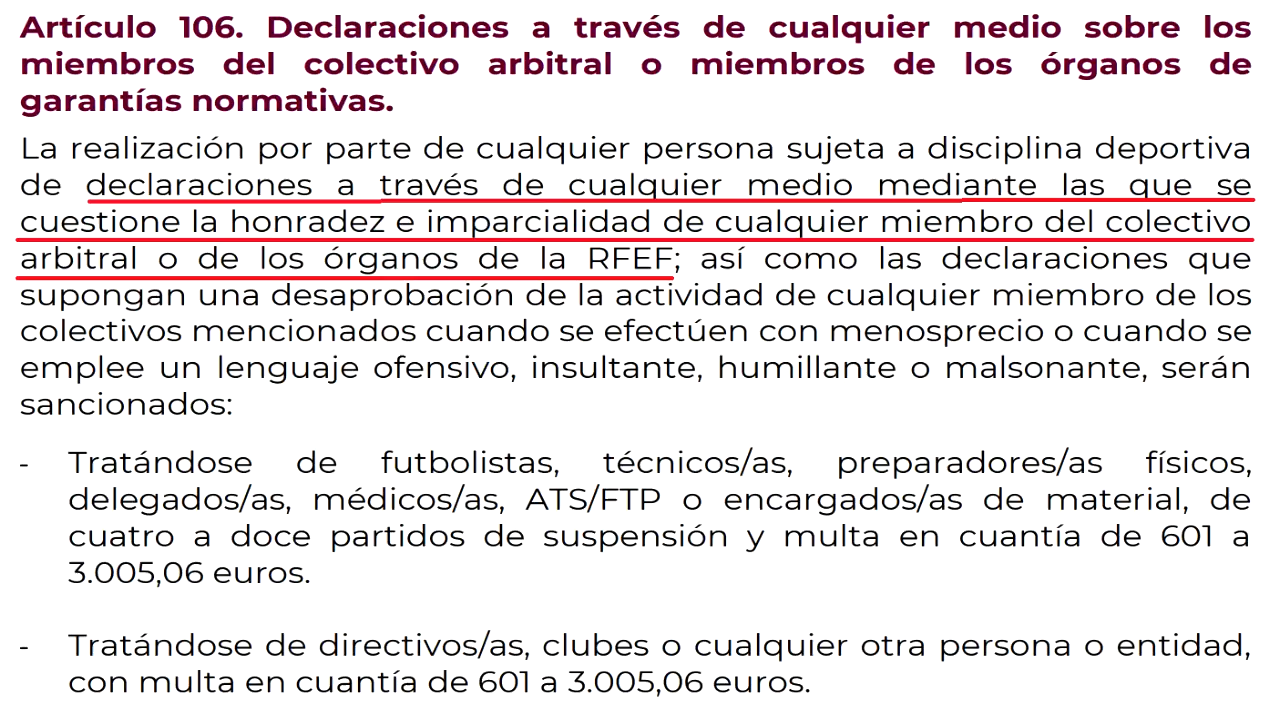 Artículo 106. Declaraciones a través de cualquier medio sobre los
miembros del colectivo arbitral o miembros de los órganos de
garantías normativas.
La realización por parte de cualquier persona sujeta a disciplina deportiva
de declaraciones a través de cualquier medio mediante las que se
cuestione la honradez e imparcialidad de cualquier miembro del colectivo
arbitral o de los órganos de la RFEF; así como las declaraciones que
supongan una desaprobación de la actividad de cualquier miembro de los
colectivos mencionados cuando se efectúen con menosprecio o cuando se
emplee un lenguaje ofensivo, insultante, humillante o malsonante, serán
sancionados:
- Tratándose de futbolistas, técnicos/as, preparadores/as físicos,
delegados/as, médicos/as, ATS/FTP o encargados/as de material, de
cuatro a doce partidos de suspensión y multa en cuantía de 601 a
3.005,06 euros.
- Tratándose de directivos/as, clubes o cualquier otra persona o entidad,
con multa en cuantía de 601 a 3.005,06 euros.